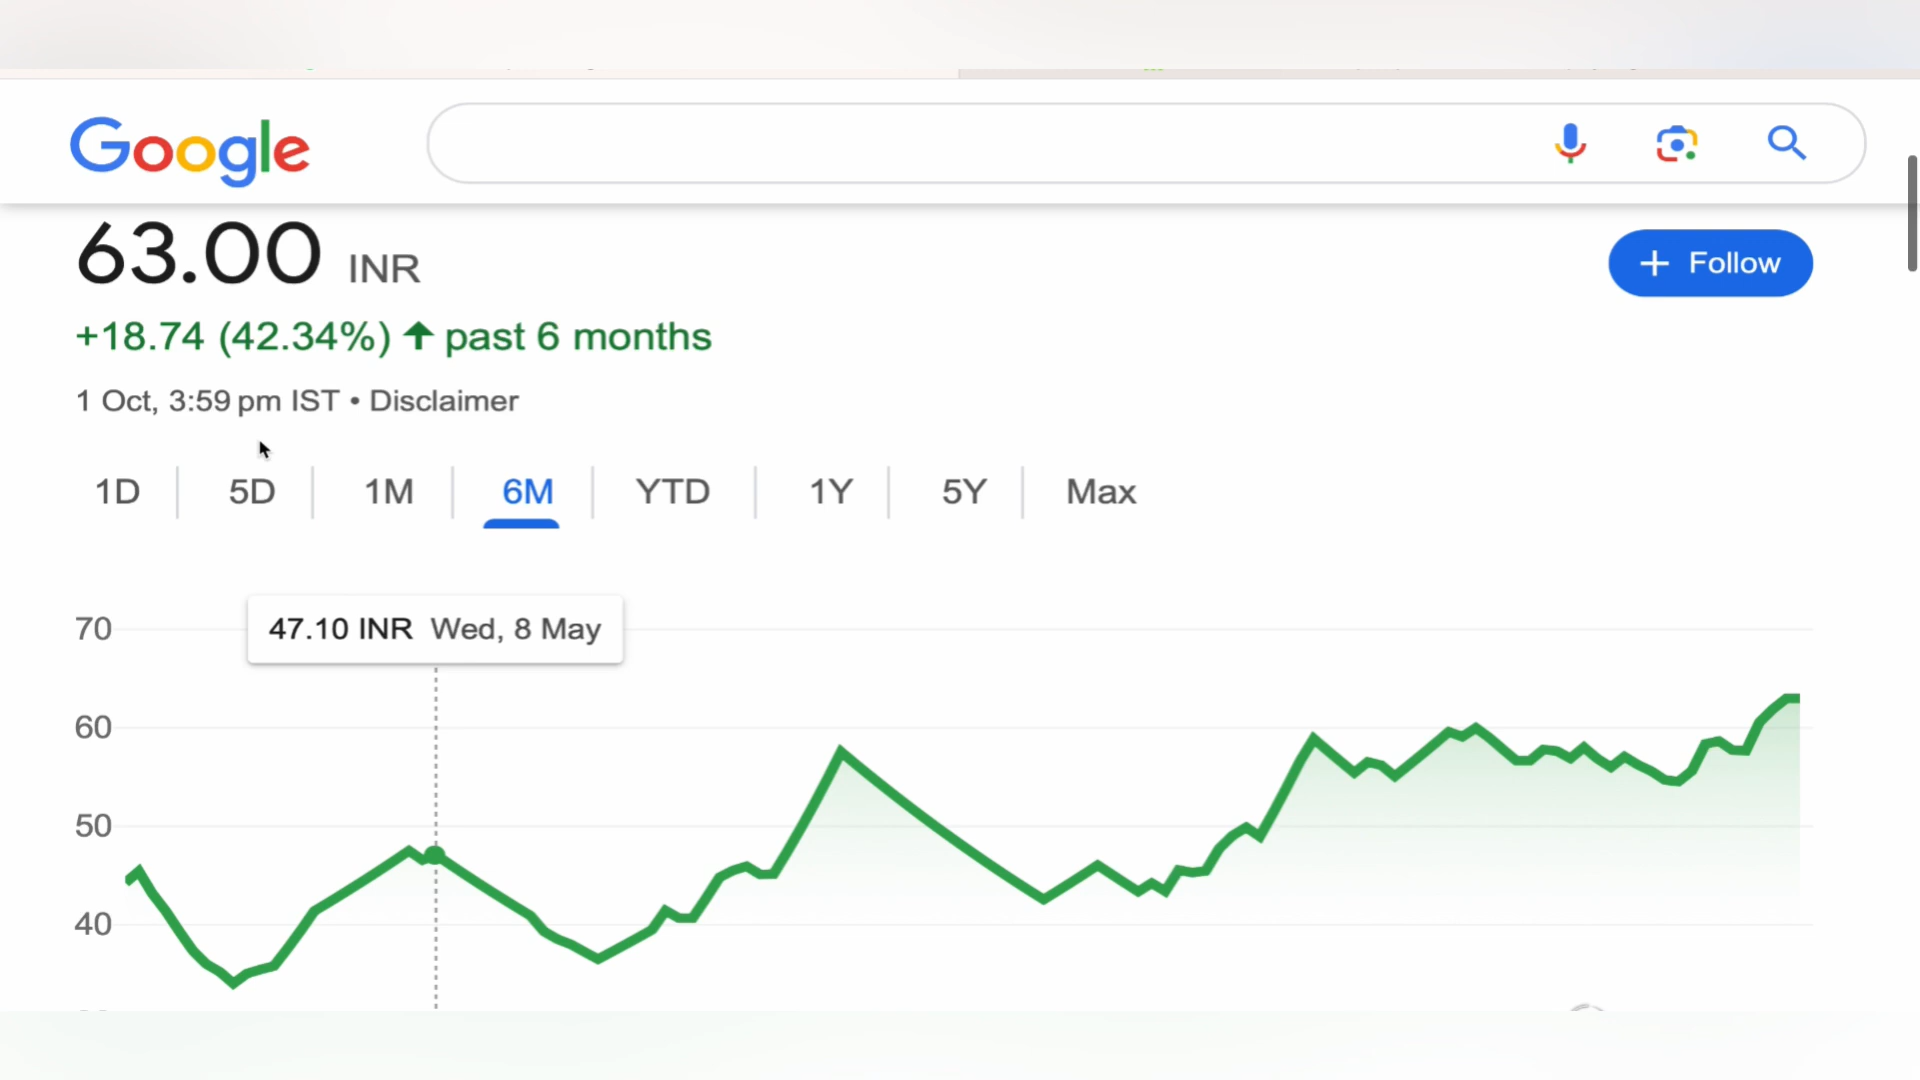 Google
63.00 INR
+ Follow
+18.74 (42.34%) ↑ past 6 months
1 Oct, 3:59 pm IST • Disclaimer
1D 5D 1M 6M YTD 1Y 5Y Max
70
47.10 INR Wed, 8 May
60
50
40